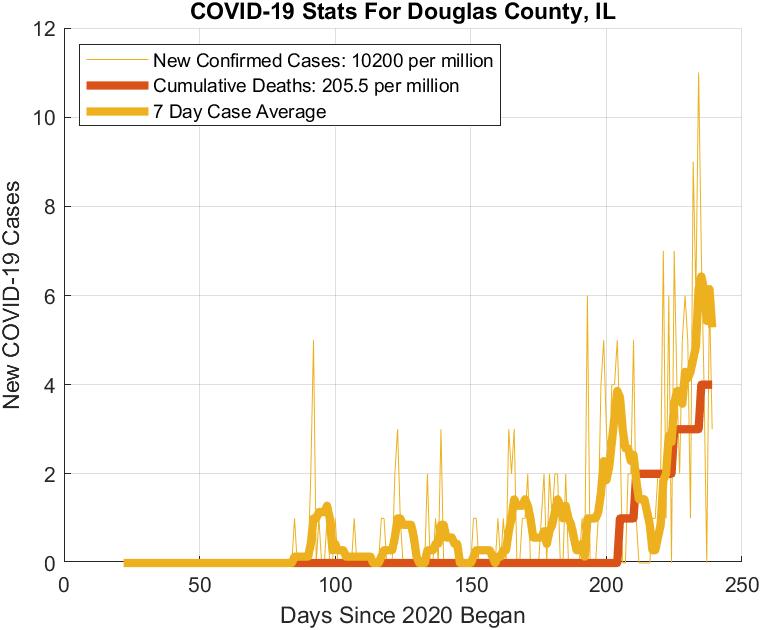 COVID-19 Stats For Douglas County, IL
New Confirmed Cases: 10200 per million
Cumulative Deaths: 205.5 per million
7 Day Case Average
New COVID-19 Cases
12
10
8
6
4
2
0
0 50 100 150 200 250
Days Since 2020 Began